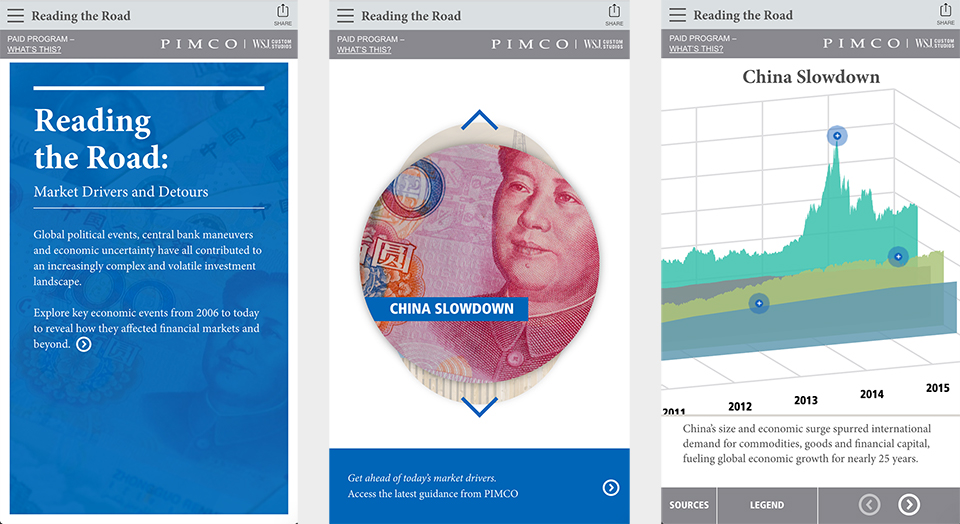 Reading the Road
SHARE
PAID PROGRAM –
WHAT'S THIS?
PIMCO | WSJ. CUSTOM STUDIOS
Reading
the Road:
Market Drivers and Detours
Global political events, central bank maneuvers
and economic uncertainty have all contributed to
an increasingly complex and volatile investment
landscape.
Explore key economic events from 2006 to today
to reveal how they affected financial markets and
beyond.
Reading the Road
SHARE
PAID PROGRAM –
WHAT'S THIS?
PIMCO | WSJ. CUSTOM STUDIOS
CHINA SLOWDOWN
Get ahead of today's market drivers.
Access the latest guidance from PIMCO
Reading the Road
SHARE
PAID PROGRAM –
WHAT'S THIS?
PIMCO | WSJ. CUSTOM STUDIOS
China Slowdown
2011 2012 2013 2014 2015
China's size and economic surge spurred international
demand for commodities, goods and financial capital,
fueling global economic growth for nearly 25 years.
SOURCES LEGEND